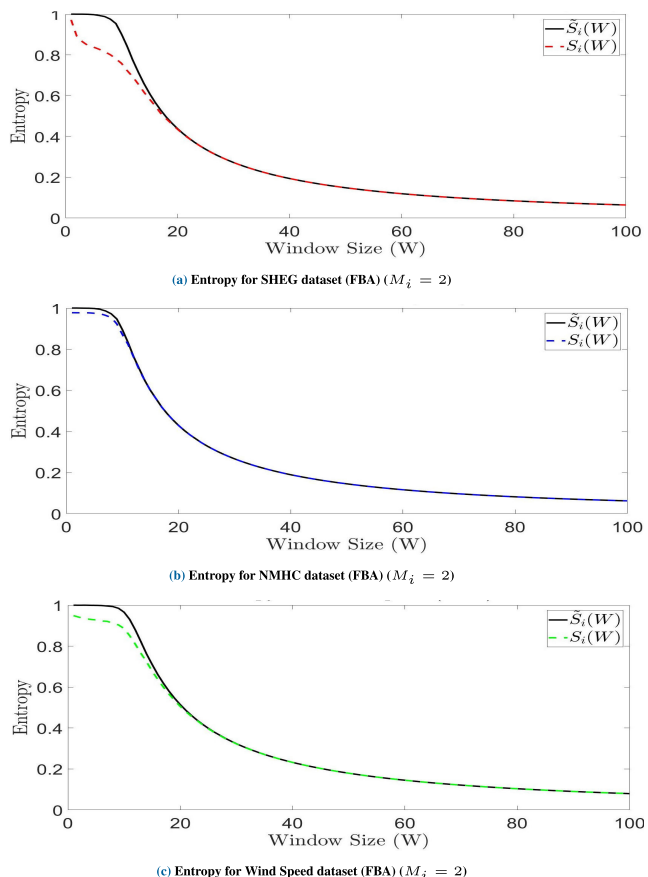 1
0.8
0.6
0.4
0.2
0
Entropy
S̃ᵢ(W)
Sᵢ(W)
0 20 40 60 80 100
Window Size (W)
(a) Entropy for SHEG dataset (FBA) (Mᵢ = 2)
1
0.8
0.6
0.4
0.2
0
Entropy
S̃ᵢ(W)
Sᵢ(W)
0 20 40 60 80 100
Window Size (W)
(b) Entropy for NMHC dataset (FBA) (Mᵢ = 2)
1
0.8
0.6
0.4
0.2
0
Entropy
S̃ᵢ(W)
Sᵢ(W)
0 20 40 60 80 100
Window Size (W)
(c) Entropy for Wind Speed dataset (FBA) (Mᵢ = 2)